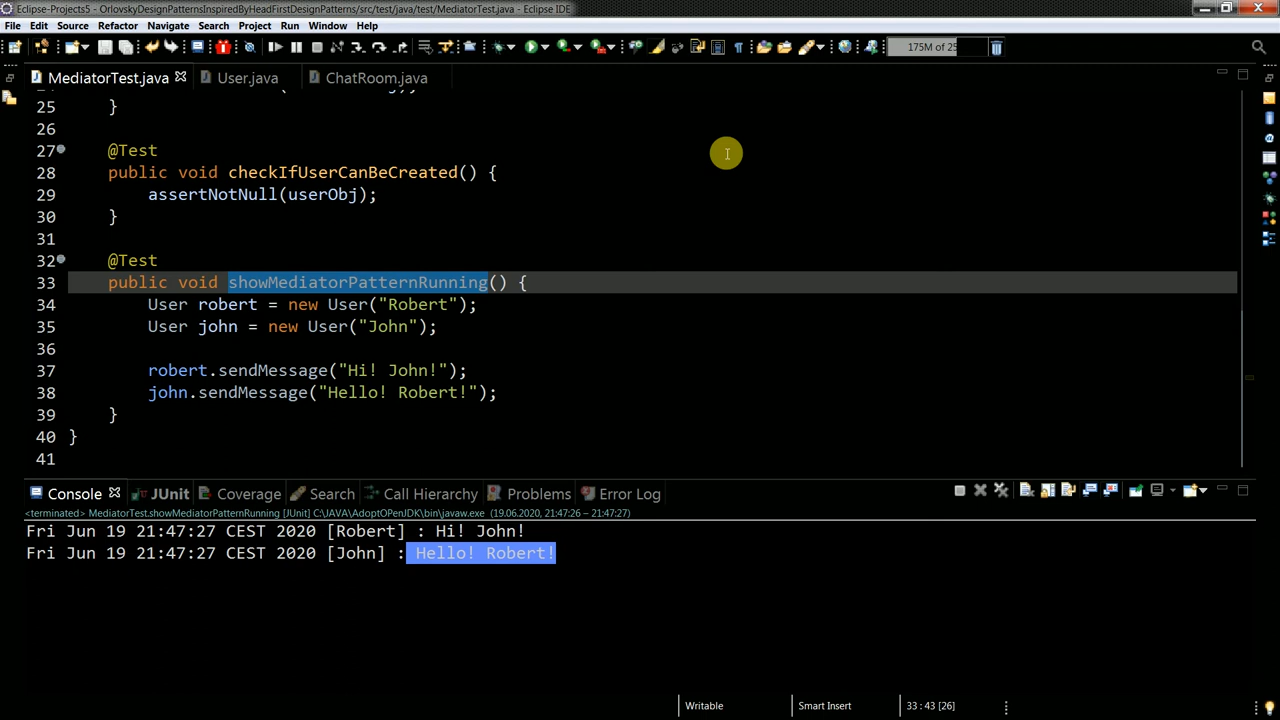 Eclipse-Projects5 - OrlovskyDesignPatternsInspiredByHeadFirstDesignPatterns/src/test/java/test/MediatorTest.java - Eclipse IDE
File Edit Source Refactor Navigate Search Project Run Window Help
175M of 25
MediatorTest.java User.java ChatRoom.java
25 }
26
27 @Test
28 public void checkIfUserCanBeCreated() {
29 assertNotNull(userObj);
30 }
31
32 @Test
33 public void showMediatorPatternRunning() {
34 User robert = new User("Robert");
35 User john = new User("John");
36
37 robert.sendMessage("Hi! John!");
38 john.sendMessage("Hello! Robert!");
39 }
40 }
41
Console JUnit Coverage Search Call Hierarchy Problems Error Log
<terminated> MediatorTest.showMediatorPatternRunning [JUnit] C:\JAVA\AdoptOPenJDK\bin\javaw.exe (19.06.2020, 21:47:26 – 21:47:27)
Fri Jun 19 21:47:27 CEST 2020 [Robert] : Hi! John!
Fri Jun 19 21:47:27 CEST 2020 [John] : Hello! Robert!
Writable Smart Insert 33 : 43 [26]